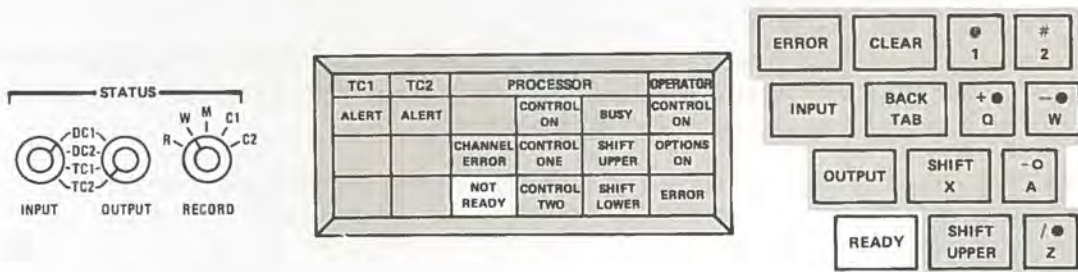 STATUS
DC1
DC2
TC1
TC2
R W M C1 C2
INPUT OUTPUT RECORD
TC1 TC2 PROCESSOR OPERATOR
ALERT ALERT CONTROL ON BUSY CONTROL ON
CHANNEL ERROR CONTROL ONE SHIFT UPPER OPTIONS ON
NOT READY CONTROL TWO SHIFT LOWER ERROR
ERROR CLEAR @ 1 # 2
INPUT BACK TAB + Q - W
OUTPUT SHIFT X - A
READY SHIFT UPPER / Z